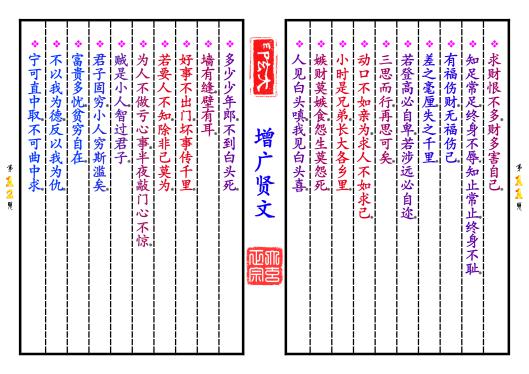 求财恨不多,财多害自己。
知足常足,终身不辱,知止常止,终身不耻。
有福伤财,无福伤己。
差之毫厘,失之千里。
若登高必自卑,若涉远必自迩。
三思而行,再思可矣。
动口不如亲为,求人不如求己。
小时是兄弟,长大各乡里。
嫉财莫嫉食,怨生莫怨死。
人见白头嗔,我见白头喜。
增广贤文
多少少年郎,不到白头死。
墙有缝,壁有耳。
好事不出门,坏事传千里。
若要人不知,除非己莫为。
为人不做亏心事,半夜敲门心不惊。
贼是小人,智过君子。
君子固穷,小人穷斯滥矣。
富贵多忧,贫穷自在。
不以我为德,反以我为仇。
宁可直中取,不可曲中求。